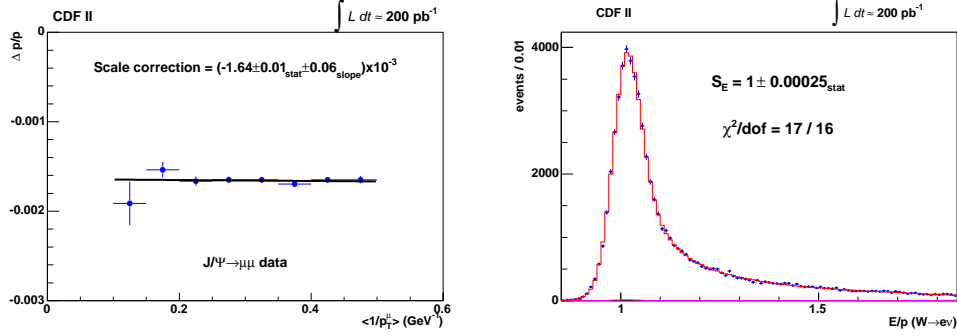 CDF II
∫ L dt ≈ 200 pb⁻¹
Δ p/p
0
Scale correction = (-1.64±0.01stat±0.06slope)x10⁻³
-0.001
-0.002
J/Ψ→μμ data
-0.003
0
0.2
0.4
0.6
<1/pTμ> (GeV⁻¹)
CDF II
∫ L dt ≈ 200 pb⁻¹
events / 0.01
4000
SE = 1 ± 0.00025stat
χ²/dof = 17 / 16
2000
0
1
1.5
E/p (W→eν)